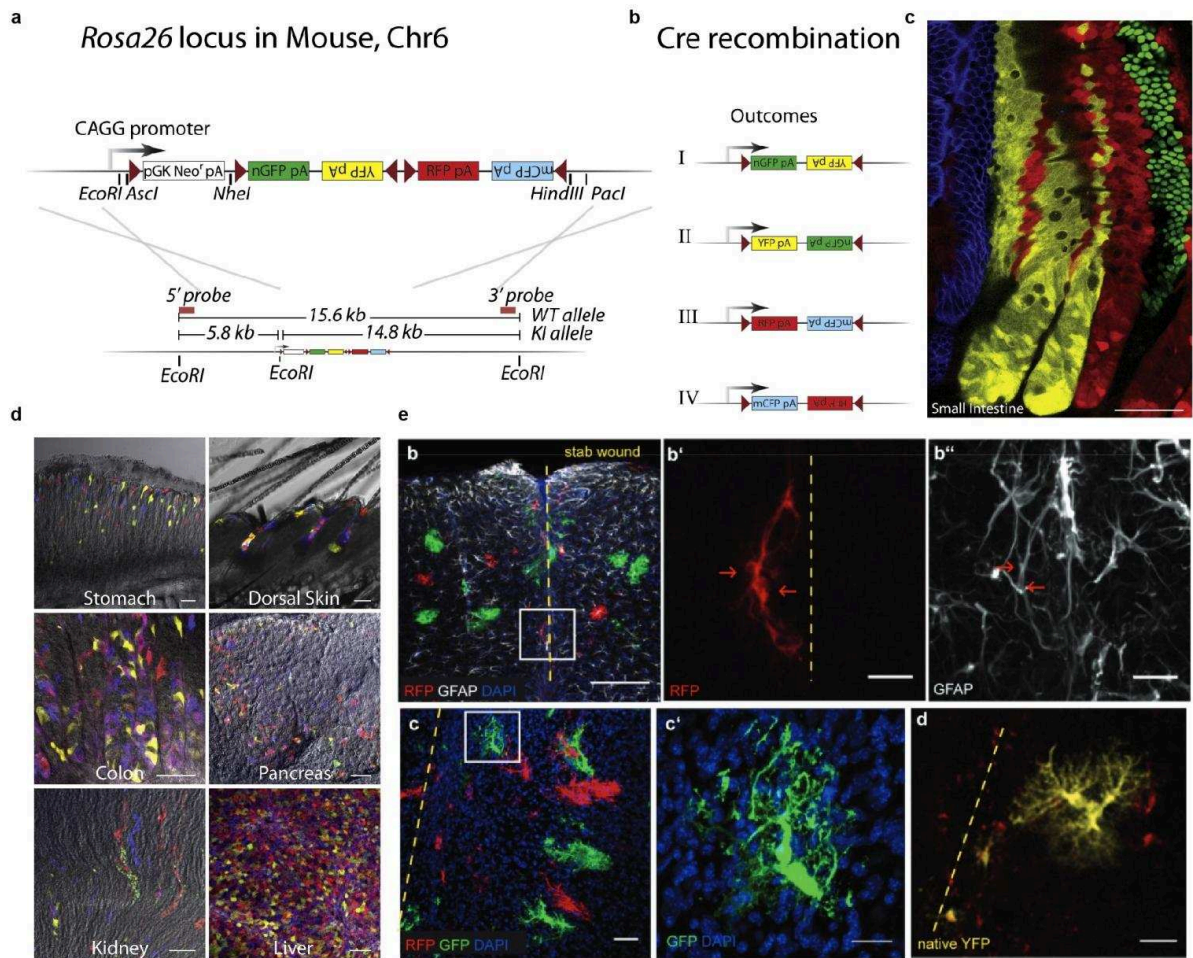 a
Rosa26 locus in Mouse, Chr6
CAGG promoter
pGK Neoʳ pA
nGFP pA
YFP pA
RFP pA
mCFP pA
EcoRI AscI
NheI
HindIII
PacI
5' probe
3' probe
15.6 kb
WT allele
5.8 kb
14.8 kb
KI allele
EcoRI
EcoRI
EcoRI
b
Cre recombination
Outcomes
I
nGFP pA
YFP pA
II
YFP pA
nGFP pA
III
RFP pA
mCFP pA
IV
mCFP pA
RFP pA
c
Small Intestine
d
Stomach
Dorsal Skin
Colon
Pancreas
Kidney
Liver
e
b
stab wound
RFP GFAP DAPI
b'
RFP
b"
GFAP
c
RFP GFP DAPI
c'
GFP DAPI
d
native YFP